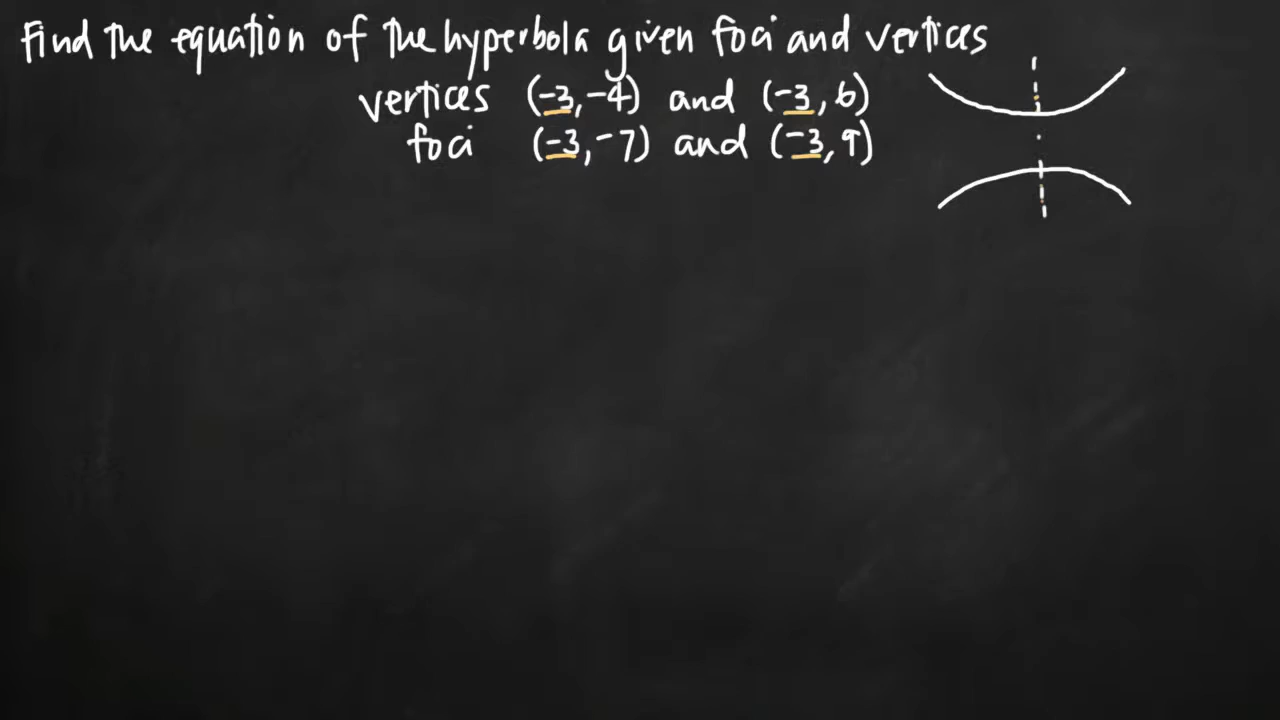 Find the equation of the hyperbola given foci and vertices
vertices (-3,-4) and (-3,6)
foci (-3,-7) and (-3,9)